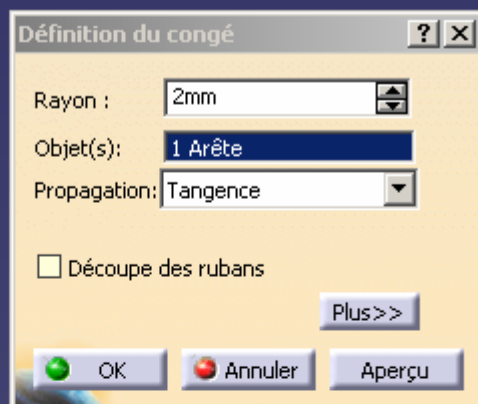 Définition du congé
Rayon : 2mm
Objet(s): 1 Arête
Propagation: Tangence
Découpe des rubans
Plus>>
OK Annuler Aperçu